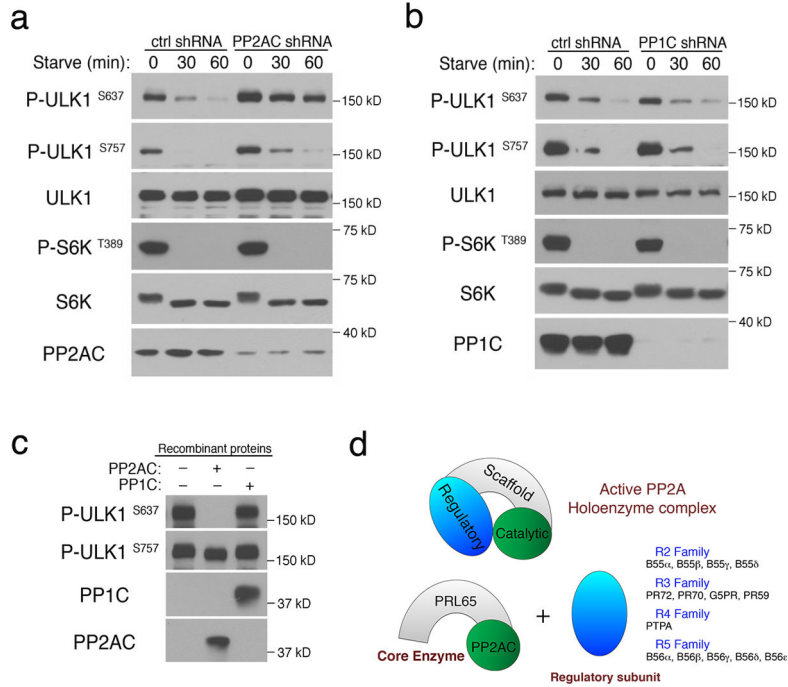 a
ctrl shRNA PP2AC shRNA
Starve (min): 0 30 60 0 30 60
P-ULK1 S637
150 kD
P-ULK1 S757
150 kD
ULK1
150 kD
75 kD
P-S6K T389
75 kD
S6K
40 kD
PP2AC
b
ctrl shRNA PP1C shRNA
Starve (min): 0 30 60 0 30 60
P-ULK1 S637
150 kD
P-ULK1 S757
150 kD
ULK1
150 kD
75 kD
P-S6K T389
75 kD
S6K
40 kD
PP1C
c
Recombinant proteins
PP2AC: – + –
PP1C: – – +
P-ULK1 S637
150 kD
P-ULK1 S757
150 kD
PP1C
37 kD
PP2AC
37 kD
d
Scaffold
Regulatory
Catalytic
Active PP2A
Holoenzyme complex
PRL65
PP2AC
Core Enzyme
+
Regulatory subunit
R2 Family
B55α, B55β, B55γ, B55δ
R3 Family
PR72, PR70, G5PR, PR59
R4 Family
PTPA
R5 Family
B56α, B56β, B56γ, B56δ, B56ε